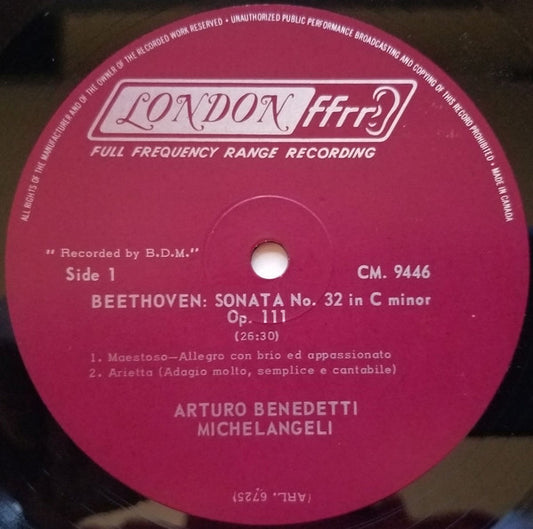 ALL RIGHTS OF THE MANUFACTURER AND OF THE OWNER OF THE RECORDED WORK RESERVED • UNAUTHORIZED PUBLIC PERFORMANCE BROADCASTING AND COPYING OF THIS RECORD PROHIBITED • MADE IN CANADA
LONDON ffrr
FULL FREQUENCY RANGE RECORDING
"Recorded by B.D.M."
Side 1 CM. 9446
BEETHOVEN: SONATA No. 32 in C minor
Op. 111
(26:30)
1. Maestoso—Allegro con brio ed appassionato
2. Arietta (Adagio molto, semplice e cantabile)
ARTURO BENEDETTI
MICHELANGELI
(ARL. 6725)